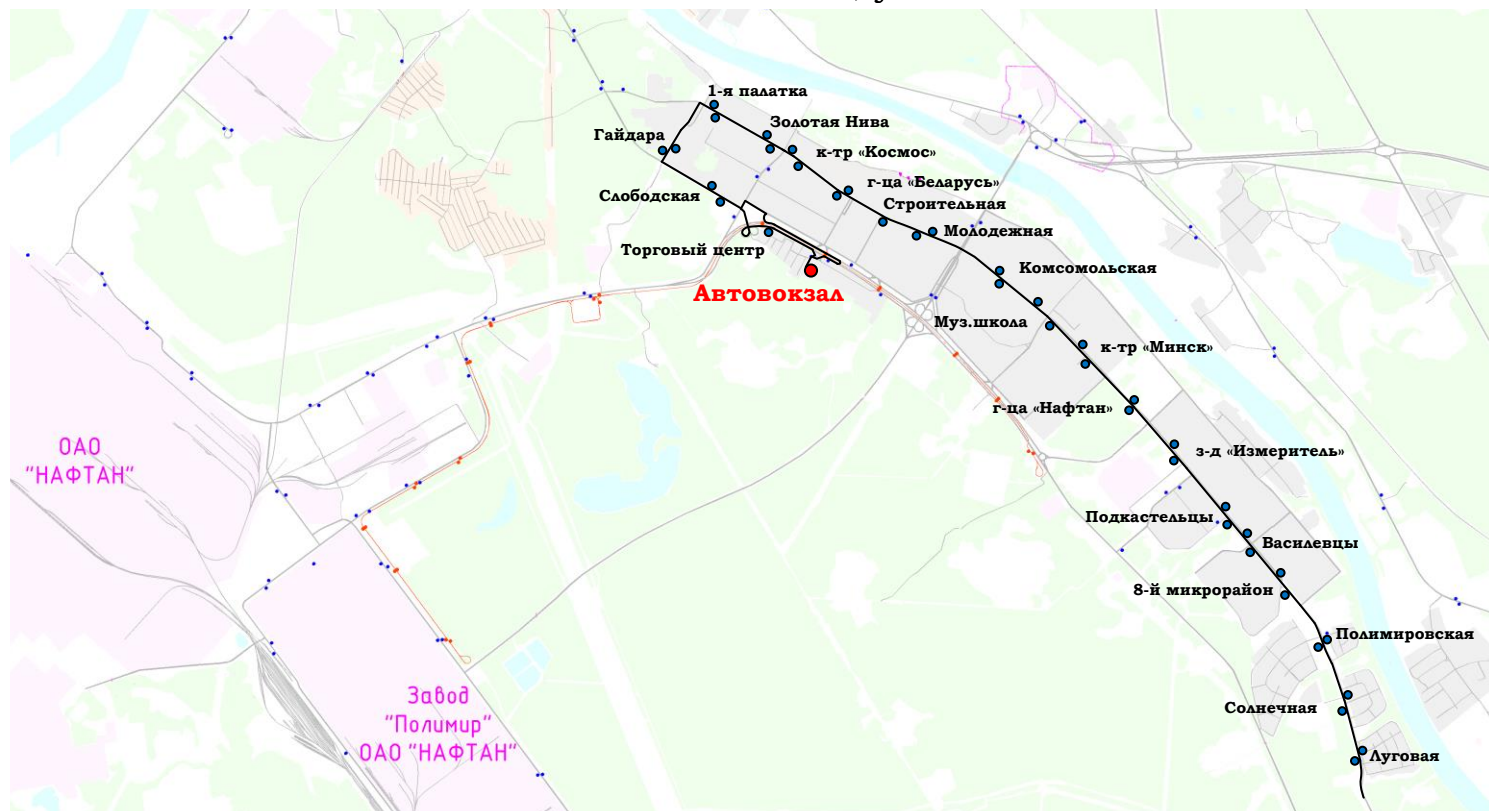 1-я палатка
Золотая Нива
Гайдара
к-тр «Космос»
г-ца «Беларусь»
Слободская
Строительная
Молодежная
Торговый центр
Комсомольская
Автовокзал
Муз.школа
к-тр «Минск»
г-ца «Нафтан»
ОАО
"НАФТАН"
з-д «Измеритель»
Подкастельцы
Василевцы
8-й микрорайон
Полимировская
Завод
"Полимир"
ОАО "НАФТАН"
Солнечная
Луговая